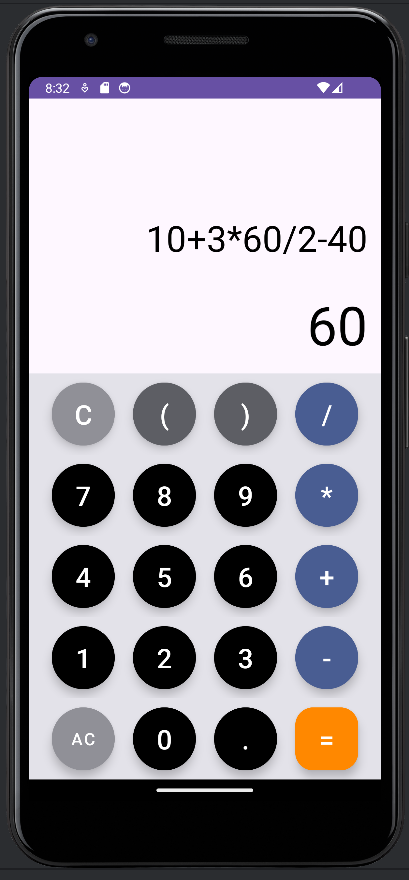 8:32
10+3*60/2-40
60
C ( ) /
7 8 9 *
4 5 6 +
1 2 3 -
AC 0 . =